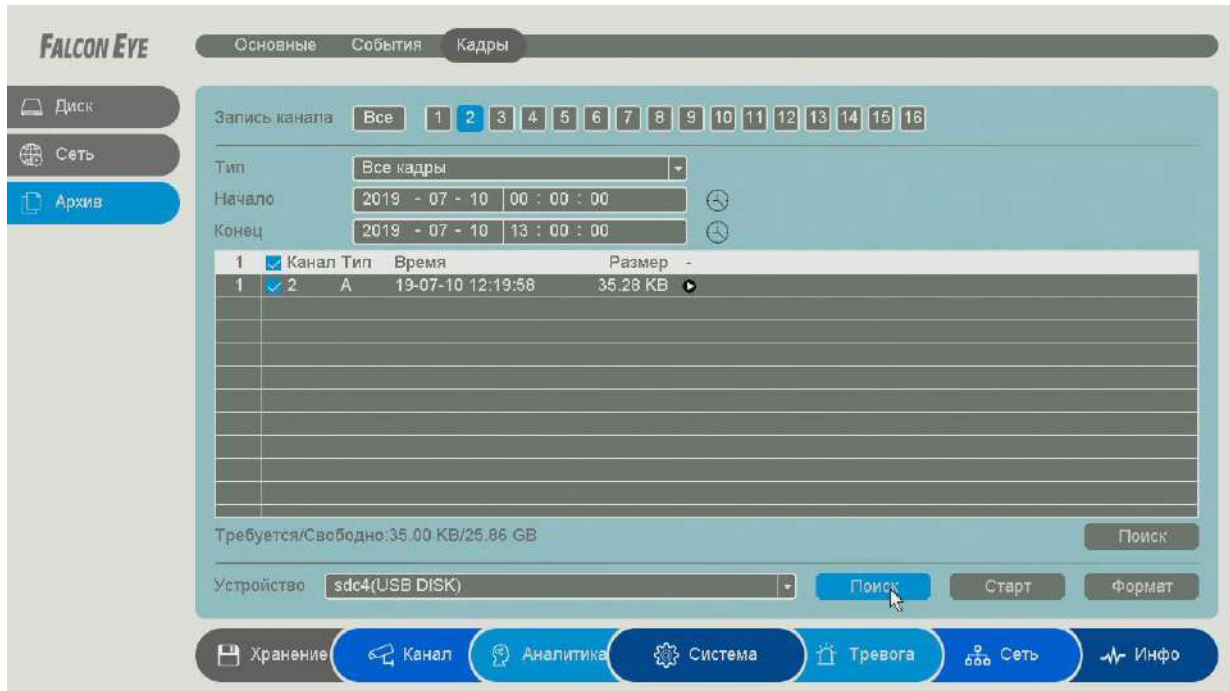 FALCON EYE
Основные События Кадры
Диск
Сеть
Архив
Запись канала Все 1 2 3 4 5 6 7 8 9 10 11 12 13 14 15 16
Тип Все кадры
Начало 2019 - 07 - 10 00 : 00 : 00
Конец 2019 - 07 - 10 13 : 00 : 00
1 Канал Тип Время Размер -
1 2 A 19-07-10 12:19:58 35.28 KB
Требуется/Свободно:35.00 KB/25.86 GB Поиск
Устройство sdc4(USB DISK) Поиск Старт Формат
Хранение Канал Аналитика Система Тревога Сеть Инфо